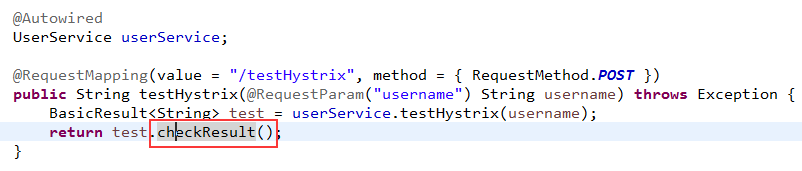 @Autowired
UserService userService;
@RequestMapping(value = "/testHystrix", method = { RequestMethod.POST })
public String testHystrix(@RequestParam("username") String username) throws Exception {
BasicResult<String> test = userService.testHystrix(username);
return test.checkResult();
}